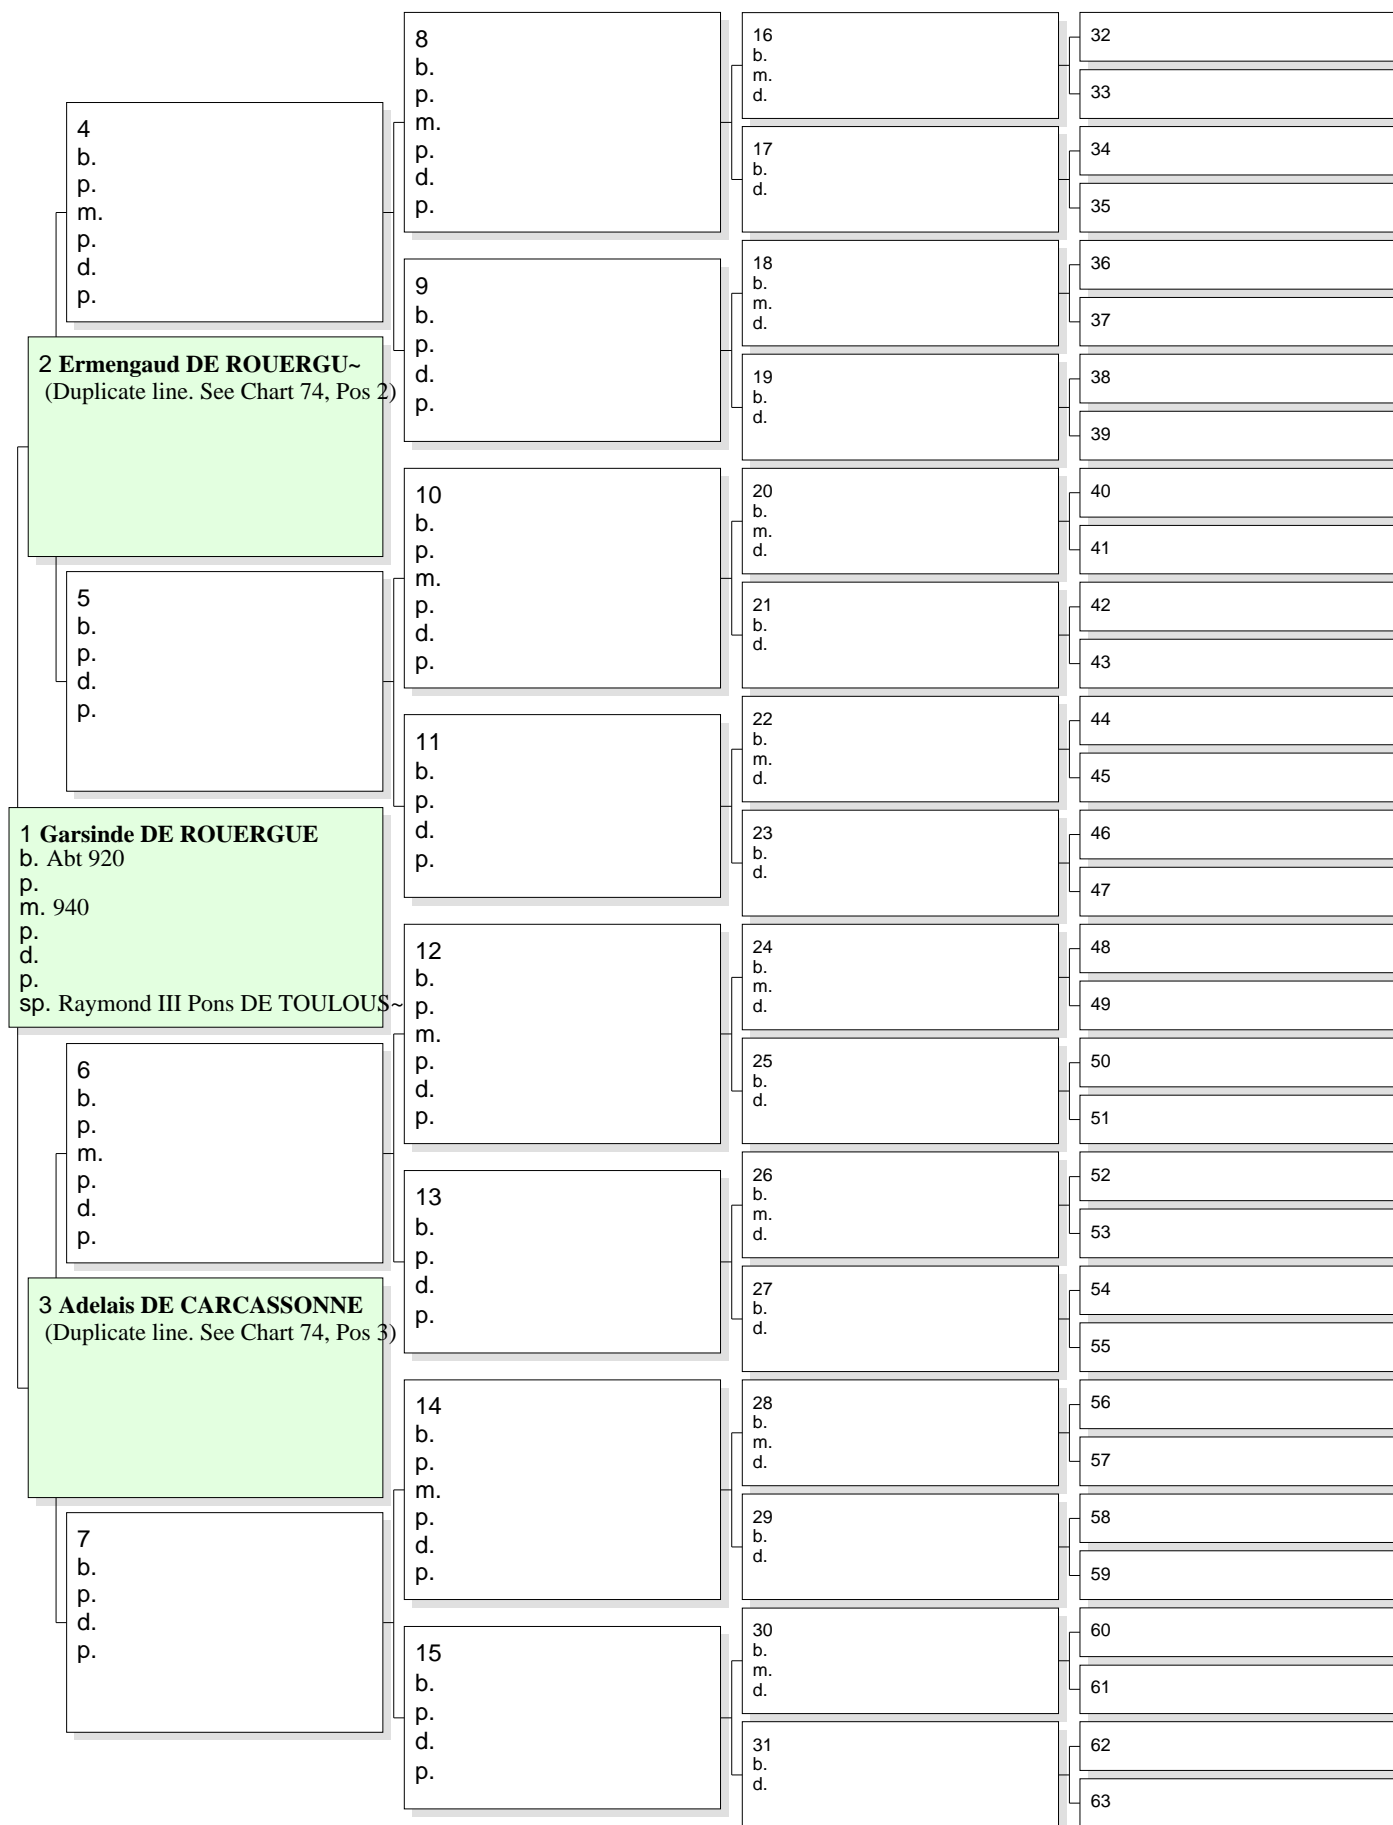 4
b.
p.
m.
p.
d.
p.
2 Ermengaud DE ROUERGU~
(Duplicate line. See Chart 74, Pos 2)
5
b.
p.
d.
p.
1 Garsinde DE ROUERGUE
b. Abt 920
p.
m. 940
p.
d.
p.
sp. Raymond III Pons DE TOULOUS~
6
b.
p.
m.
p.
d.
p.
3 Adelais DE CARCASSONNE
(Duplicate line. See Chart 74, Pos 3)
7
b.
p.
d.
p.
8
b.
p.
m.
p.
d.
p.
9
b.
p.
d.
p.
10
b.
p.
m.
p.
d.
p.
11
b.
p.
d.
p.
12
b.
p.
m.
p.
d.
p.
13
b.
p.
d.
p.
14
b.
p.
m.
p.
d.
p.
15
b.
p.
d.
p.
16
b.
m.
d.
17
b.
d.
18
b.
m.
d.
19
b.
d.
20
b.
m.
d.
21
b.
d.
22
b.
m.
d.
23
b.
d.
24
b.
m.
d.
25
b.
d.
26
b.
m.
d.
27
b.
d.
28
b.
m.
d.
29
b.
d.
30
b.
m.
d.
31
b.
d.
32
33
34
35
36
37
38
39
40
41
42
43
44
45
46
47
48
49
50
51
52
53
54
55
56
57
58
59
60
61
62
63